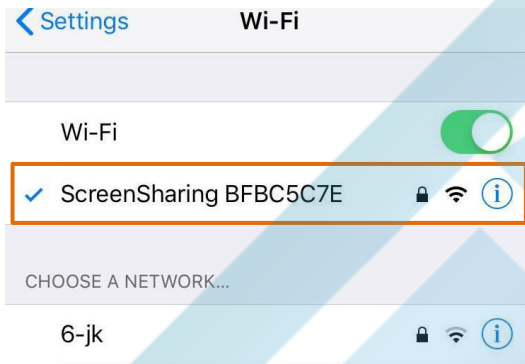 Settings Wi-Fi
Wi-Fi
ScreenSharing BFBC5C7E
CHOOSE A NETWORK...
6-jk